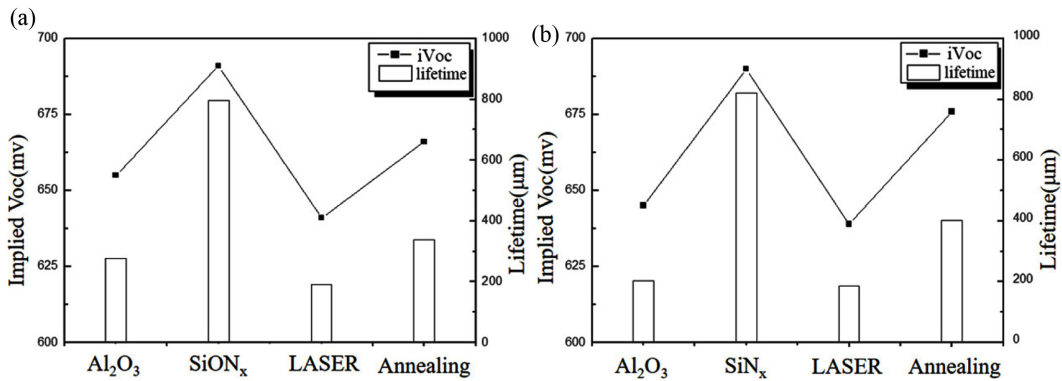 (a)
700
675
650
625
600
Implied Voc(mv)
iVoc
lifetime
1000
800
600
400
200
0
Lifetime(μm)
Al₂O₃
SiONₓ
LASER
Annealing
(b)
700
675
650
625
600
Implied Voc(mv)
iVoc
lifetime
1000
800
600
400
200
0
Lifetime(μm)
Al₂O₃
SiNₓ
LASER
Annealing